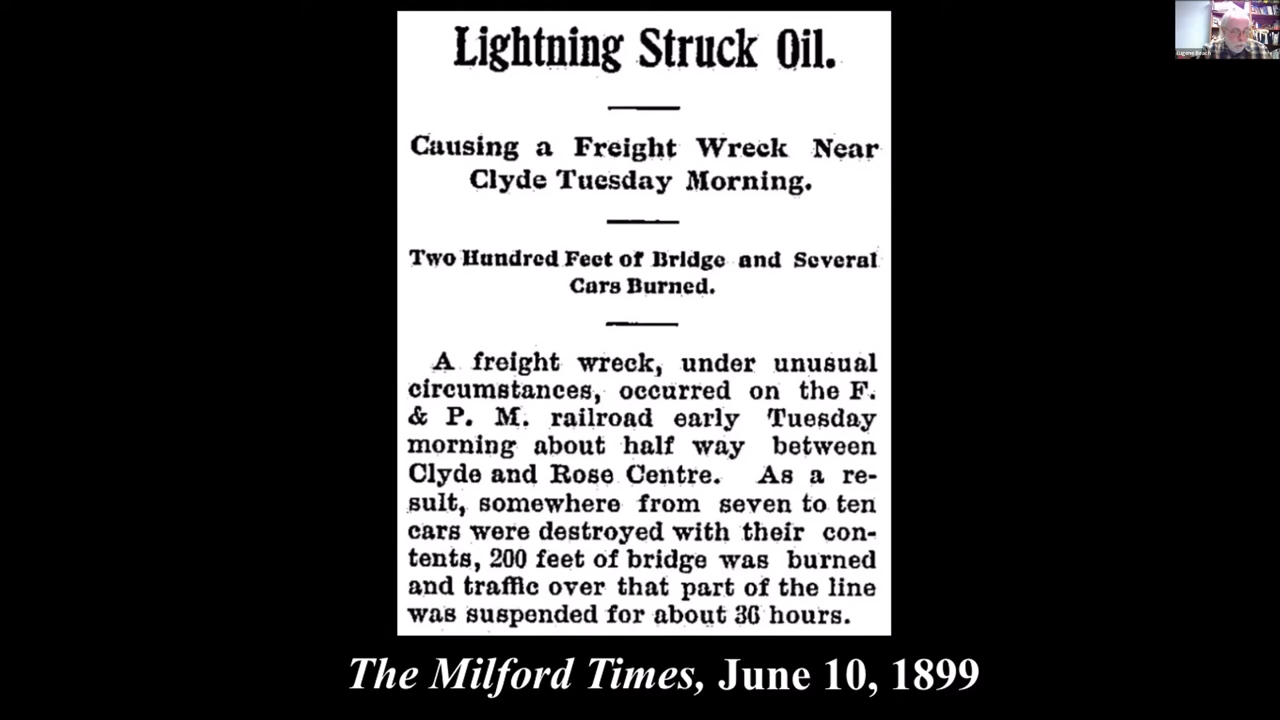 Lightning Struck Oil.
Causing a Freight Wreck Near
Clyde Tuesday Morning.
Two Hundred Feet of Bridge and Several
Cars Burned.
A freight wreck, under unusual
circumstances, occurred on the F.
& P. M. railroad early Tuesday
morning about half way between
Clyde and Rose Centre. As a re-
sult, somewhere from seven to ten
cars were destroyed with their con-
tents, 200 feet of bridge was burned
and traffic over that part of the line
was suspended for about 36 hours.
The Milford Times, June 10, 1899
Eugene Beach